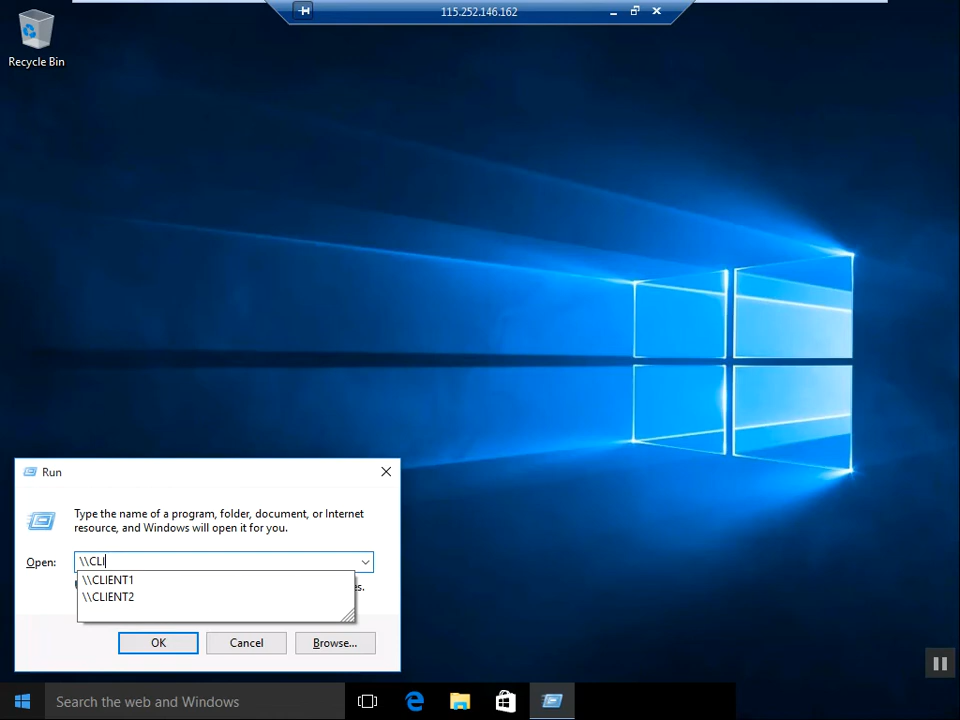 115.252.146.162
Recycle Bin
Run
Type the name of a program, folder, document, or Internet
resource, and Windows will open it for you.
Open:
\\CLI
\\CLIENT1
\\CLIENT2
es.
OK
Cancel
Browse...
Search the web and Windows